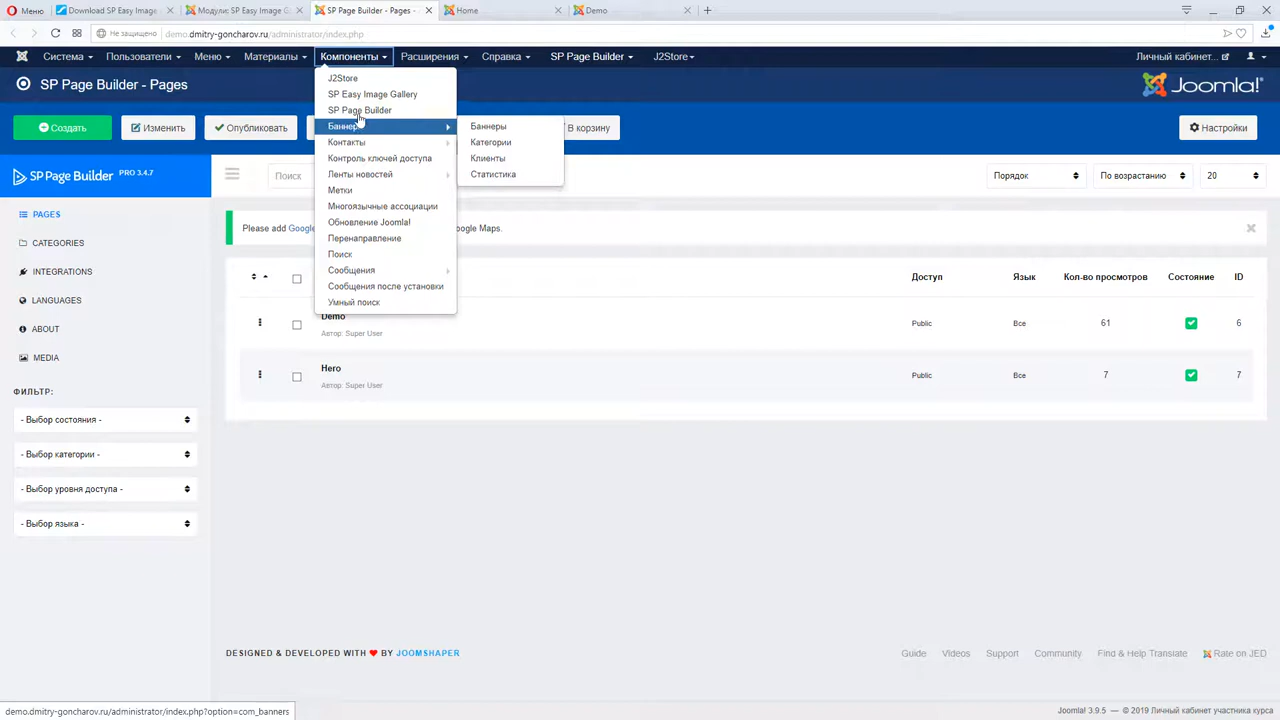 Меню
Download SP Easy Image
Модули: SP Easy Image G
SP Page Builder - Pages -
Home
Demo
Не защищено
demo.dmitry-goncharov.ru/administrator/index.php
Система
Пользователи
Меню
Материалы
Компоненты
Расширения
Справка
SP Page Builder
J2Store
Личный кабинет...
SP Page Builder - Pages
Joomla!
Создать
Изменить
Опубликовать
В корзину
Настройки
J2Store
SP Easy Image Gallery
SP Page Builder
Контакты
Контроль ключей доступа
Ленты новостей
Метки
Многоязычные ассоциации
Обновление Joomla!
Перенаправление
Поиск
Сообщения
Сообщения после установки
Умный поиск
Баннеры
Категории
Клиенты
Статистика
SP Page Builder PRO 3.4.7
Поиск
Порядок
По возрастанию
20
PAGES
CATEGORIES
INTEGRATIONS
LANGUAGES
ABOUT
MEDIA
ФИЛЬТР:
- Выбор состояния -
- Выбор категории -
- Выбор уровня доступа -
- Выбор языка -
Please add Google Maps.
Доступ
Язык
Кол-во просмотров
Состояние
ID
Demo
Автор: Super User
Public
Все
61
6
Hero
Автор: Super User
Public
Все
7
7
DESIGNED & DEVELOPED WITH ❤ BY JOOMSHAPER
Guide
Videos
Support
Community
Find & Help Translate
Rate on JED
demo.dmitry-goncharov.ru/administrator/index.php?option=com_banners
Joomla! 3.9.5 — © 2019 Личный кабинет участника курса